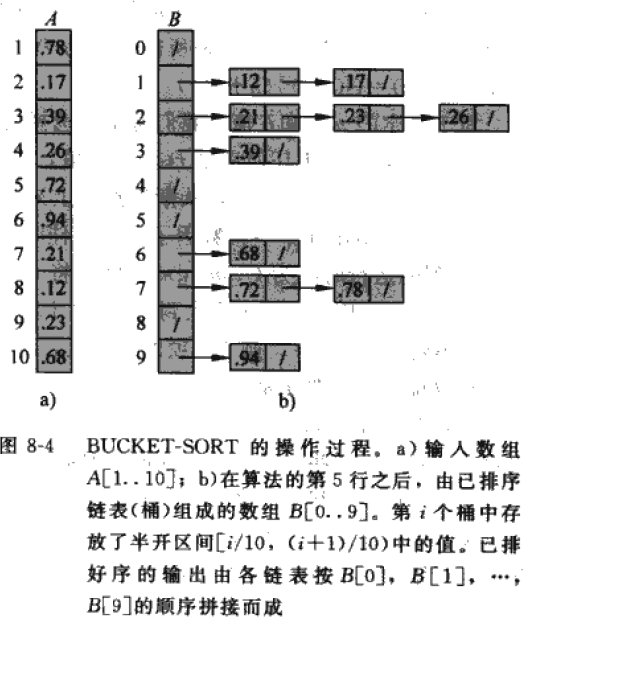 A B
1 .78 0 /
2 .17 1 .12 .17 /
3 .39 2 .21 .23 .26 /
4 .26 3 .39 /
5 .72 4 /
6 .94 5 /
7 .21 6 .68 /
8 .12 7 .72 .78 /
9 .23 8 /
10 .68 9 .94 /
a) b)
图 8-4 BUCKET-SORT 的操作过程。a)输入数组
A[1..10]；b)在算法的第 5 行之后，由已排序
链表(桶)组成的数组 B[0..9]。第 i 个桶中存
放了半开区间[i/10，(i+1)/10)中的值。已排
好序的输出由各链表按 B[0]，B[1]，…，
B[9]的顺序拼接而成